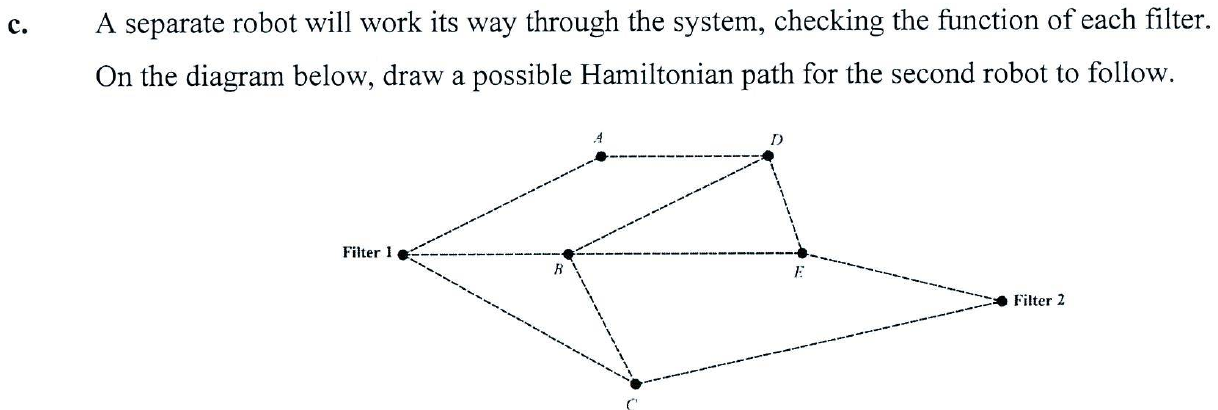 c. A separate robot will work its way through the system, checking the function of each filter.
On the diagram below, draw a possible Hamiltonian path for the second robot to follow.
A
D
Filter 1
B
E
Filter 2
C